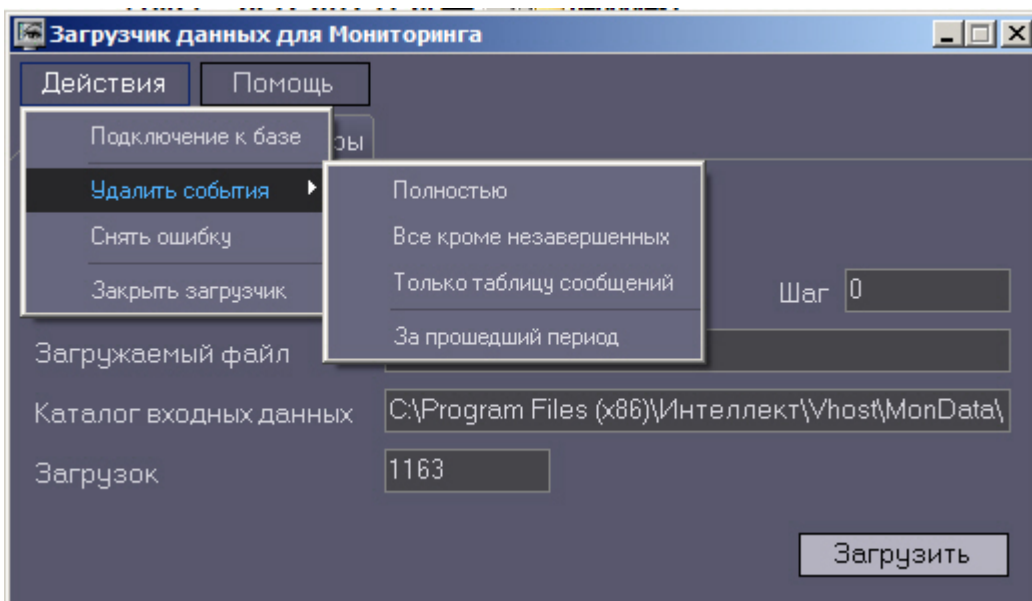 Загрузчик данных для Мониторинга
Действия Помощь
Подключение к базе
Удалить события
Снять ошибку
Закрыть загрузчик
Полностью
Все кроме незавершенных
Только таблицу сообщений
За прошедший период
Шаг 0
Загружаемый файл
Каталог входных данных C:\Program Files (x86)\Интеллект\Vhost\MonData\
Загрузок 1163
Загрузить